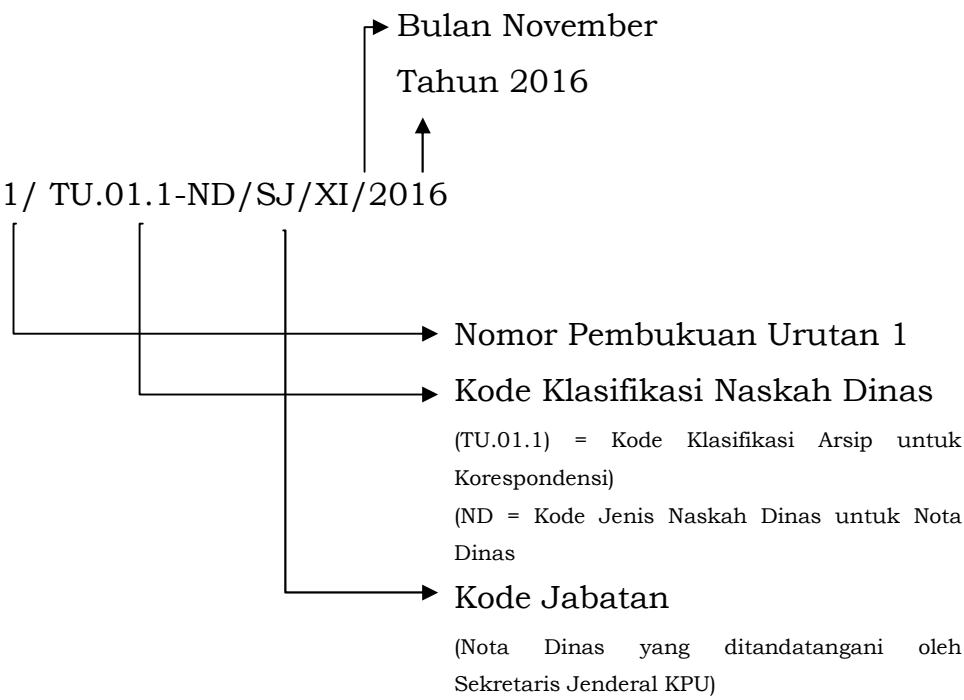 Bulan November
Tahun 2016
1/ TU.01.1-ND/SJ/XI/2016
Nomor Pembukuan Urutan 1
Kode Klasifikasi Naskah Dinas
(TU.01.1) = Kode Klasifikasi Arsip untuk
Korespondensi)
(ND = Kode Jenis Naskah Dinas untuk Nota
Dinas
Kode Jabatan
(Nota Dinas yang ditandatangani oleh
Sekretaris Jenderal KPU)